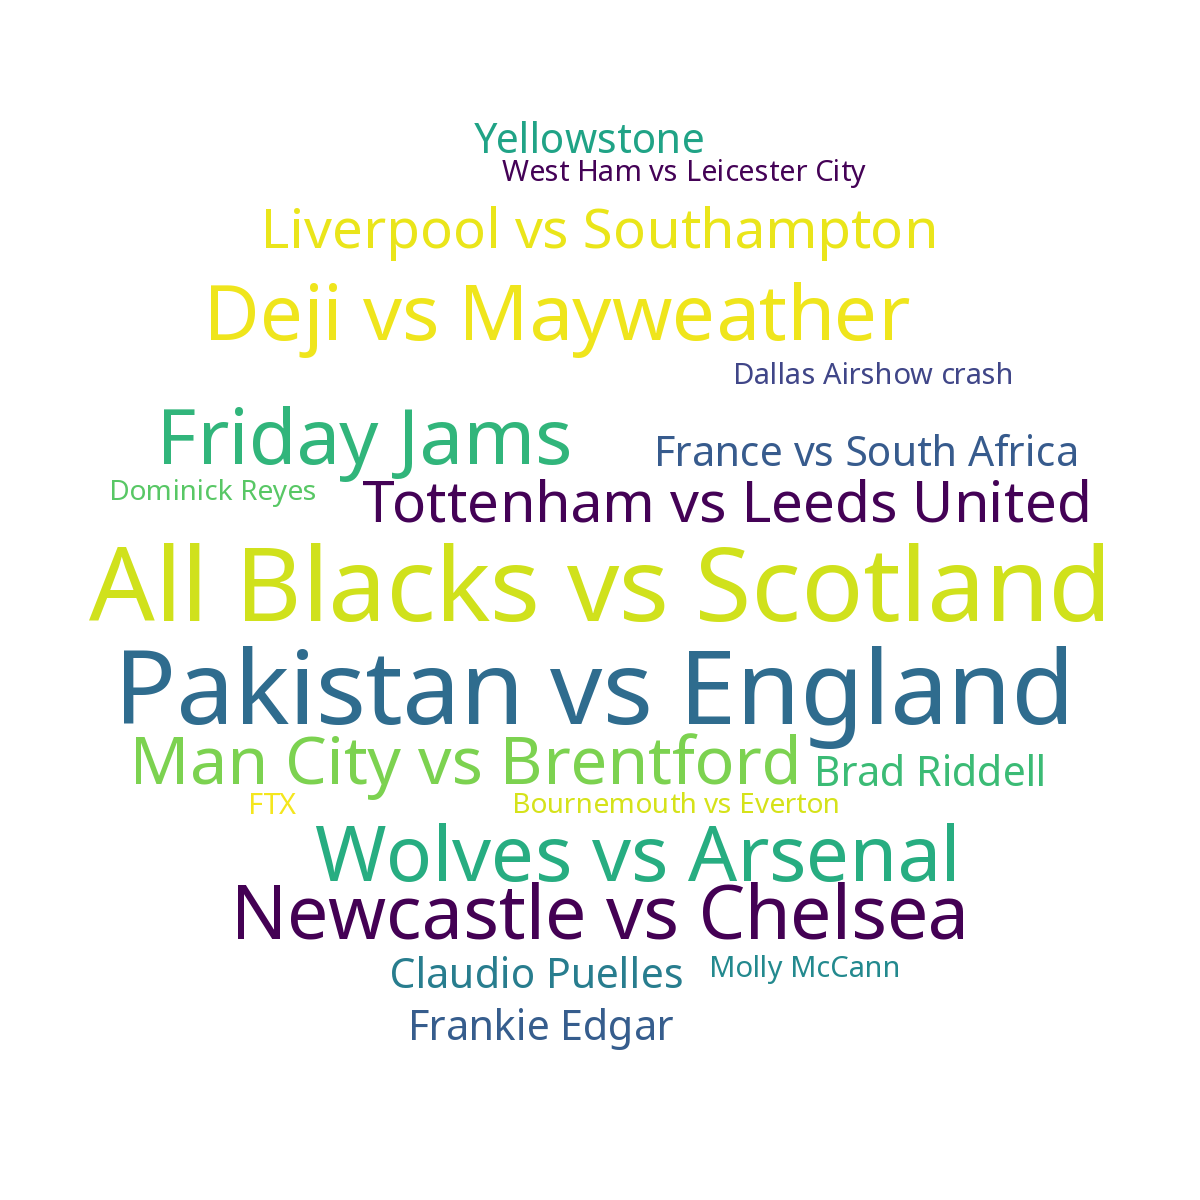 Yellowstone
West Ham vs Leicester City
Liverpool vs Southampton
Deji vs Mayweather
Dallas Airshow crash
Friday Jams
France vs South Africa
Dominick Reyes
Tottenham vs Leeds United
All Blacks vs Scotland
Pakistan vs England
Man City vs Brentford
Brad Riddell
FTX
Bournemouth vs Everton
Wolves vs Arsenal
Newcastle vs Chelsea
Claudio Puelles
Molly McCann
Frankie Edgar